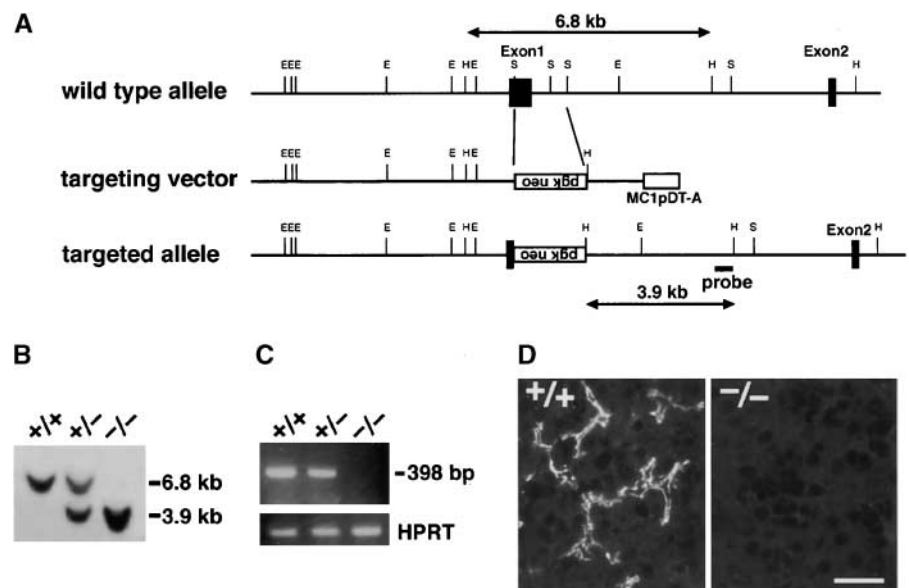 A
6.8 kb
Exon1
Exon2
EEE E E H E S S S E H S H
wild type allele
EEE E E H E H
targeting vector
pgk neo
MC1pDT-A
EEE E E H E H E H S Exon2 H
targeted allele
pgk neo
probe
3.9 kb
B
+/+ +/- -/-
-6.8 kb
-3.9 kb
C
+/+ +/- -/-
-398 bp
HPRT
D
+/+
-/-